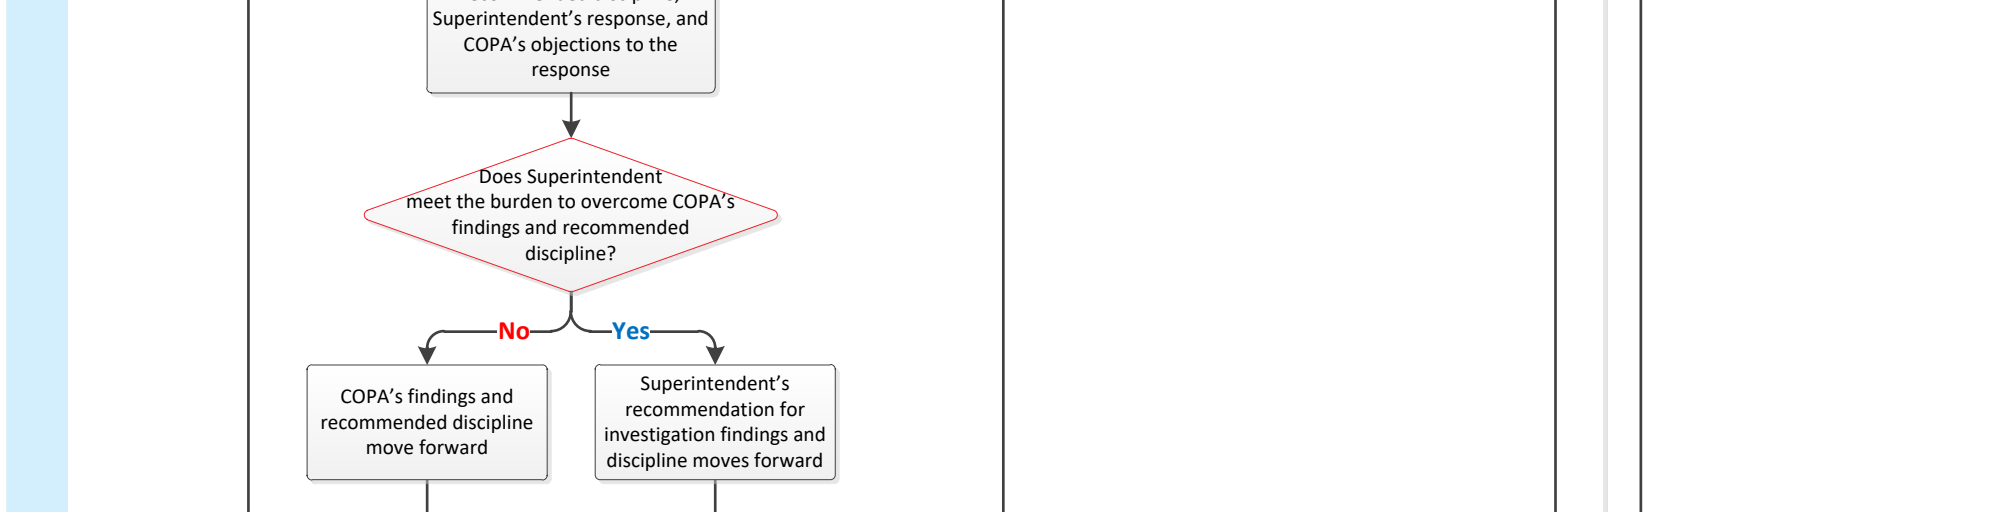 Superintendent’s response, and
COPA’s objections to the
response
Does Superintendent
meet the burden to overcome COPA’s
findings and recommended
discipline?
No
Yes
COPA’s findings and
recommended discipline
move forward
Superintendent’s
recommendation for
investigation findings and
discipline moves forward